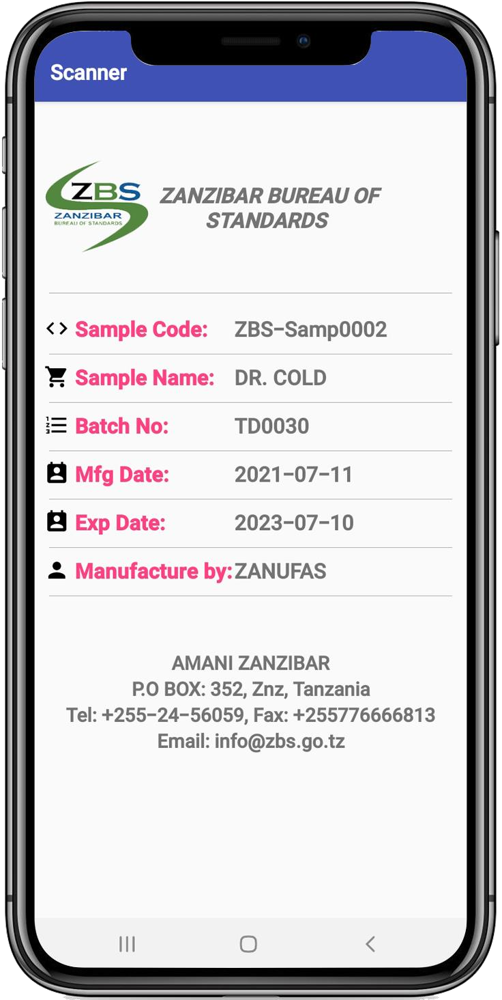 Scanner
ZBS
ZANZIBAR
BUREAU OF STANDARDS
ZANZIBAR BUREAU OF
STANDARDS
Sample Code: ZBS-Samp0002
Sample Name: DR. COLD
Batch No: TD0030
Mfg Date: 2021-07-11
Exp Date: 2023-07-10
Manufacture by: ZANUFAS
AMANI ZANZIBAR
P.O BOX: 352, Znz, Tanzania
Tel: +255-24-56059, Fax: +255776666813
Email: info@zbs.go.tz